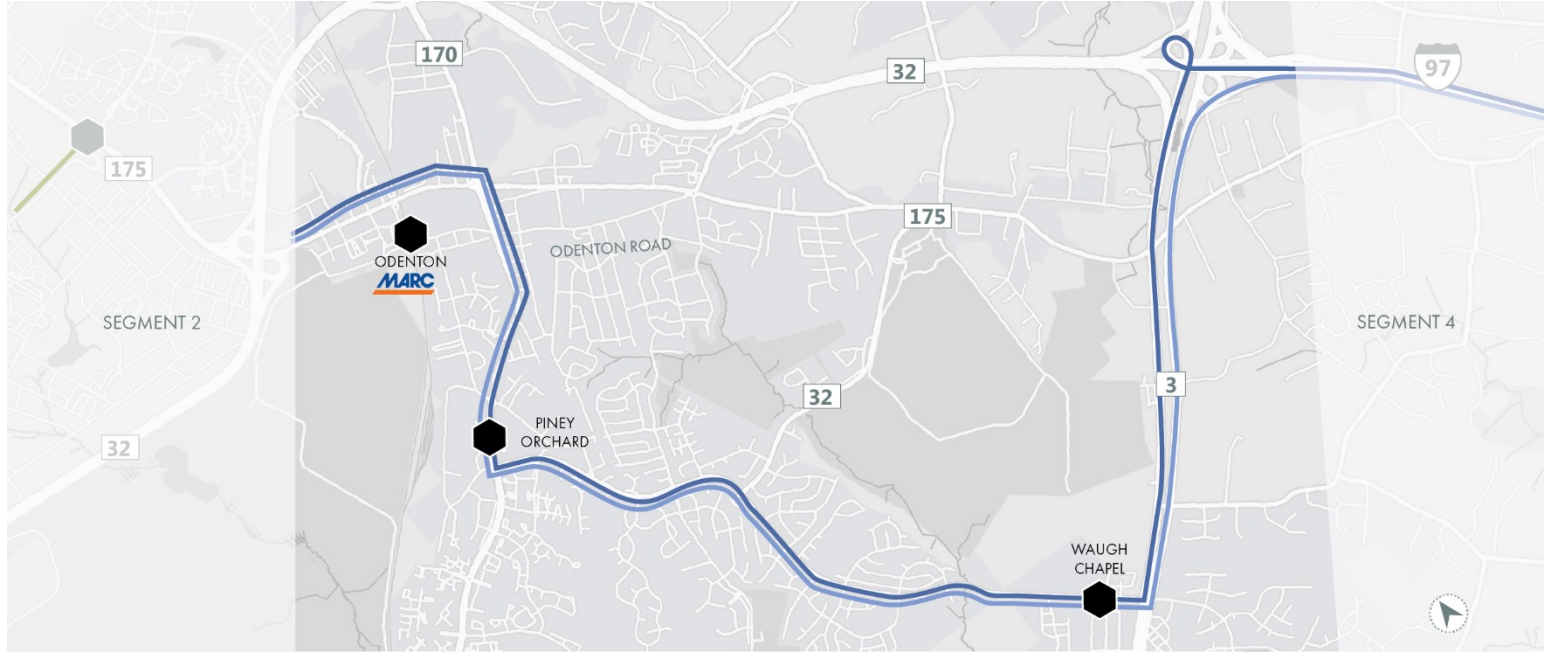 170
32
97
175
175
ODENTON ROAD
ODENTON
MARC
SEGMENT 2
SEGMENT 4
3
32
PINEY
ORCHARD
32
WAUGH
CHAPEL